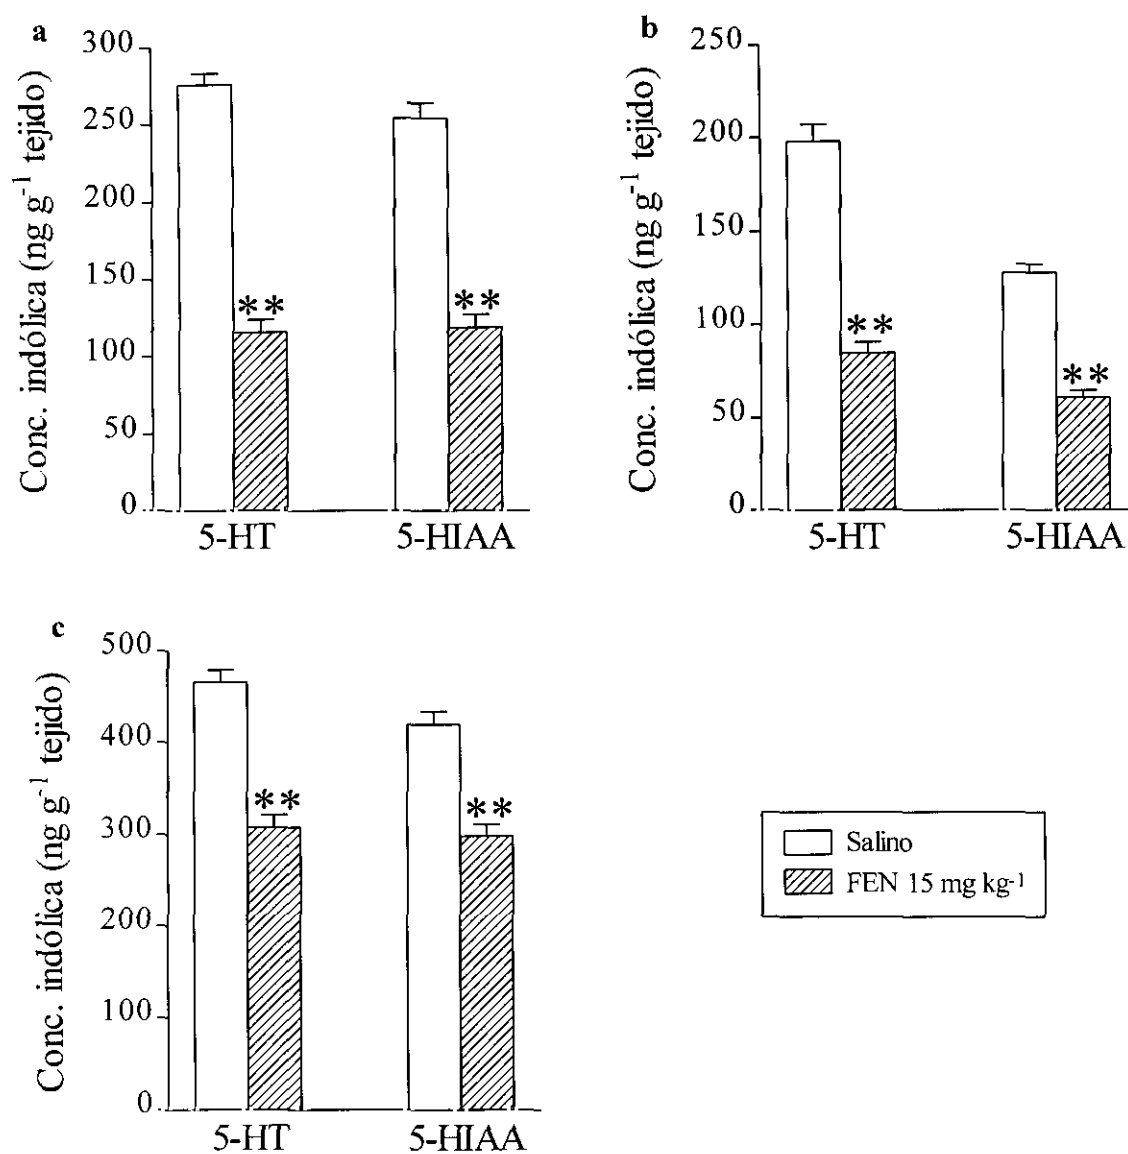 a
Conc. indólica (ng g⁻¹ tejido)
300
250
200
150
100
50
0
**
**
5-HT
5-HIAA
b
Conc. indólica (ng g⁻¹ tejido)
250
200
150
100
50
0
**
**
5-HT
5-HIAA
c
Conc. indólica (ng g⁻¹ tejido)
500
400
300
200
100
0
**
**
5-HT
5-HIAA
Salino
FEN 15 mg kg⁻¹